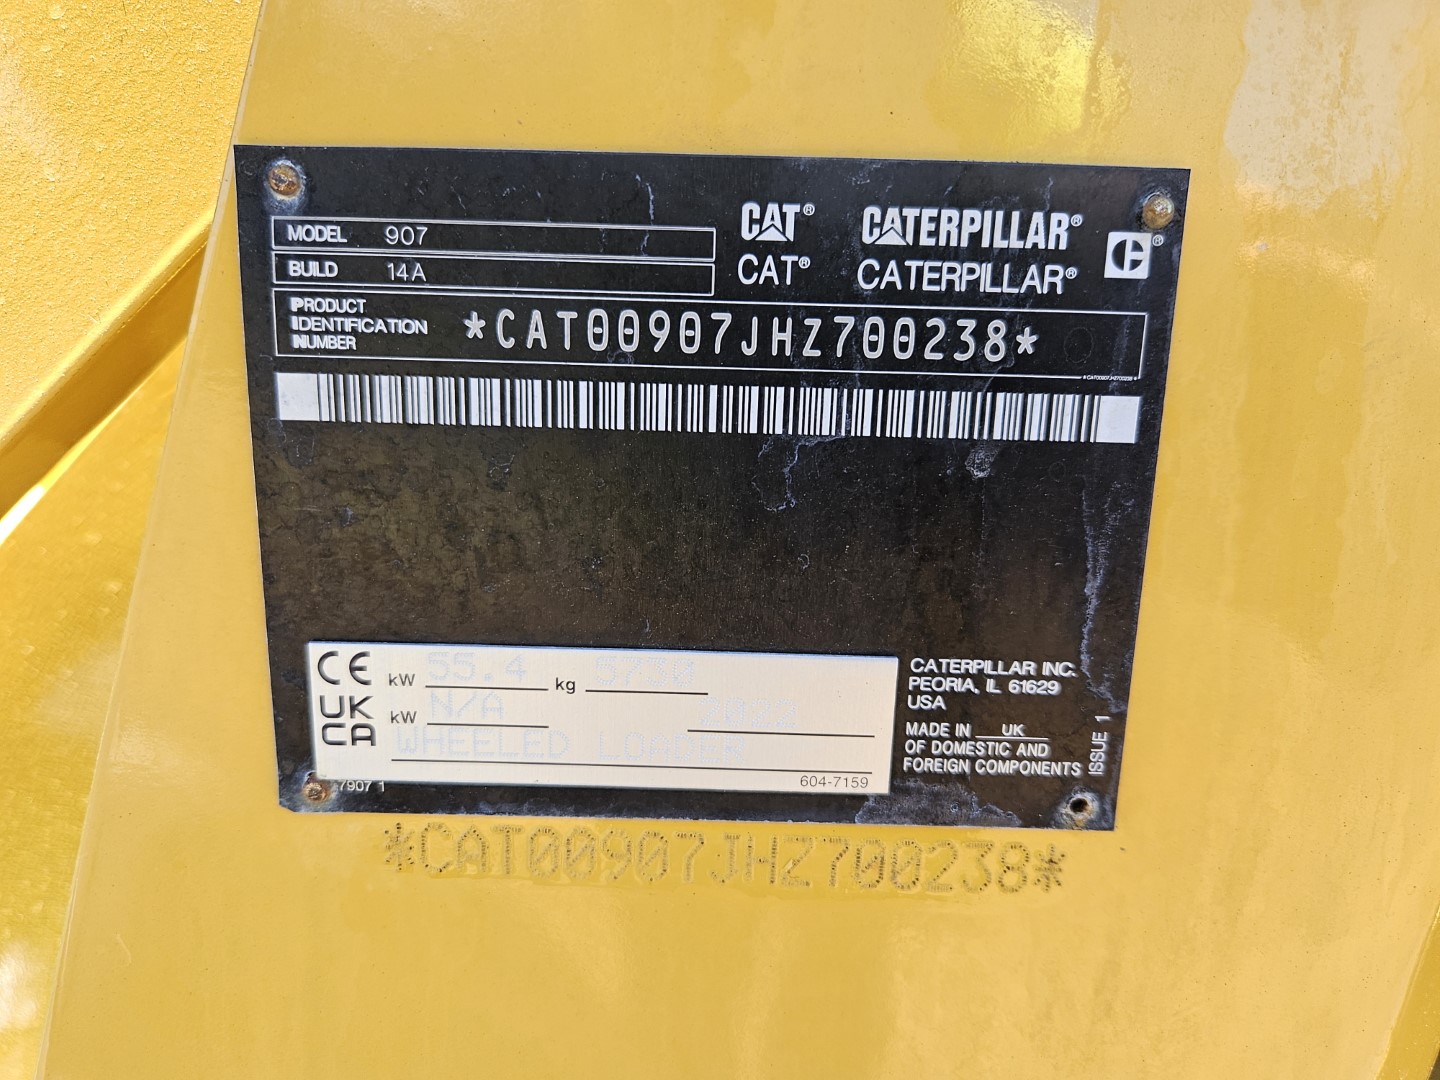 MODEL 907
BUILD 14A
CAT® CATERPILLAR®
CAT® CATERPILLAR® ®
PRODUCT
IDENTIFICATION
NUMBER
*CAT00907JHZ700238*
*CAT00907JHZ700238*
CE kW 55.4 kg 5730
UK
CA kW N/A 2022
WHEELED LOADER
604-7159
7907 1
CATERPILLAR INC.
PEORIA, IL 61629
USA
MADE IN UK
OF DOMESTIC AND
FOREIGN COMPONENTS
ISSUE 1
*CAT00907JHZ700238*